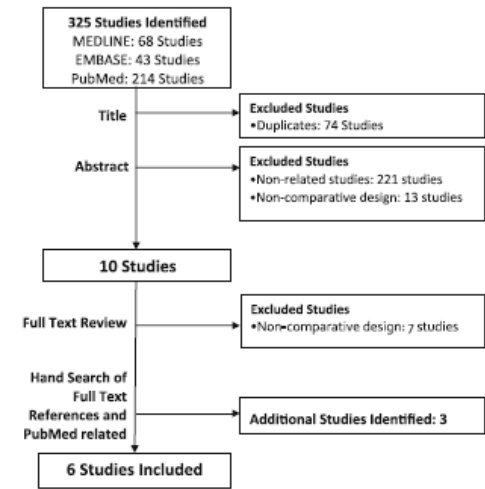 325 Studies Identified
MEDLINE: 68 Studies
EMBASE: 43 Studies
PubMed: 214 Studies
Title
Excluded Studies
•Duplicates: 74 Studies
Abstract
Excluded Studies
•Non-related studies: 221 studies
•Non-comparative design: 13 studies
10 Studies
Full Text Review
Excluded Studies
•Non-comparative design: 7 studies
Hand Search of
Full Text
References and
PubMed related
Additional Studies Identified: 3
6 Studies Included